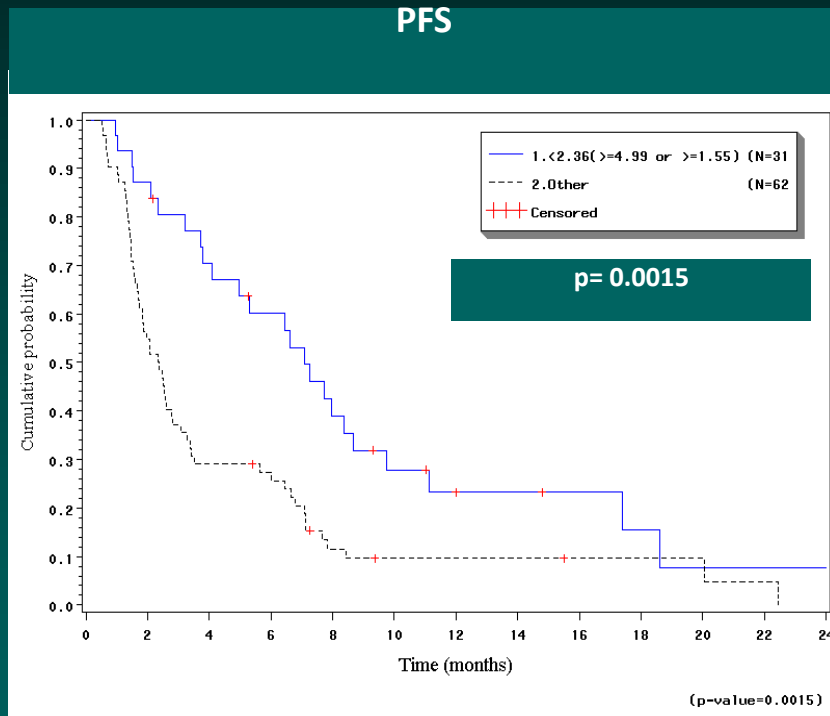 PFS
1.<2.36(>=4.99 or >=1.55) (N=31
2.Other (N=62
Censored
p= 0.0015
Cumulative probability
1.0
0.9
0.8
0.7
0.6
0.5
0.4
0.3
0.2
0.1
0.0
0 2 4 6 8 10 12 14 16 18 20 22 24
Time (months)
(p-value=0.0015)